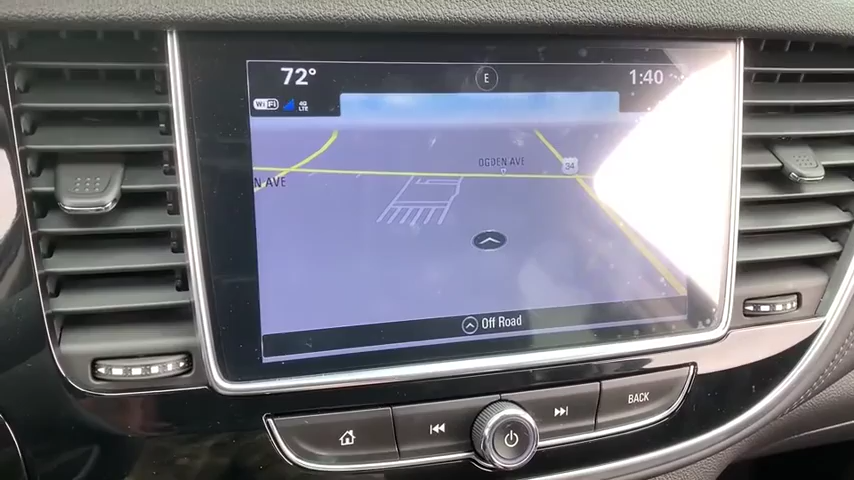 72°
E
1:40
WiFi
4G
LTE
OGDEN AVE
34
N AVE
Off Road
BACK